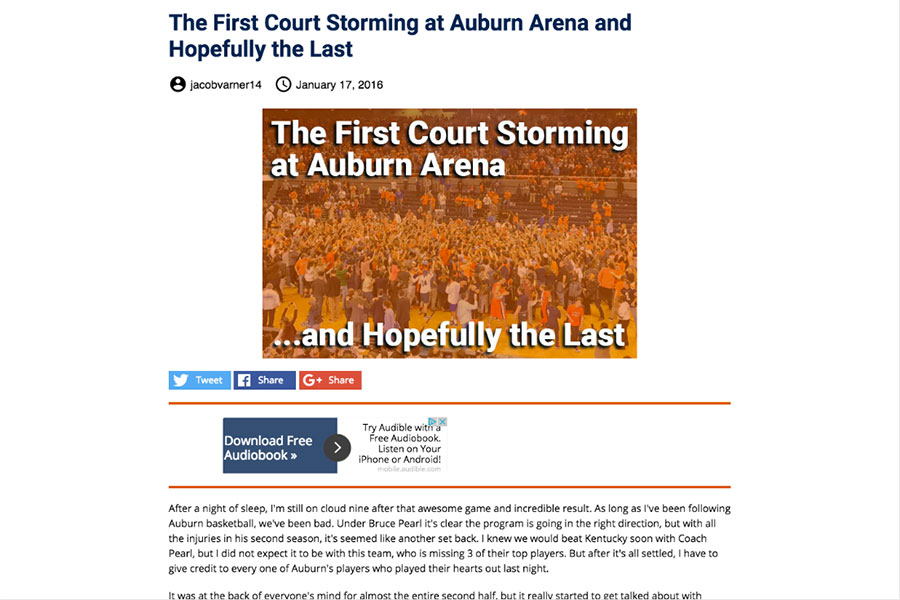 The First Court Storming at Auburn Arena and
Hopefully the Last
jacobvarner14 January 17, 2016
The First Court Storming
at Auburn Arena
...and Hopefully the Last
Tweet Share Share
Download Free
Audiobook »
Try Audible with a
Free Audiobook.
Listen on Your
iPhone or Android!
mobile.audible.com
After a night of sleep, I'm still on cloud nine after that awesome game and incredible result. As long as I've been following
Auburn basketball, we've been bad. Under Bruce Pearl it's clear the program is going in the right direction, but with all
the injuries in his second season, it's seemed like another set back. I knew we would beat Kentucky soon with Coach
Pearl, but I did not expect it to be with this team, who is missing 3 of their top players. But after it's all settled, I have to
give credit to every one of Auburn's players who played their hearts out last night.
It was at the back of everyone's mind for almost the entire second half, but it really started to get talked about with